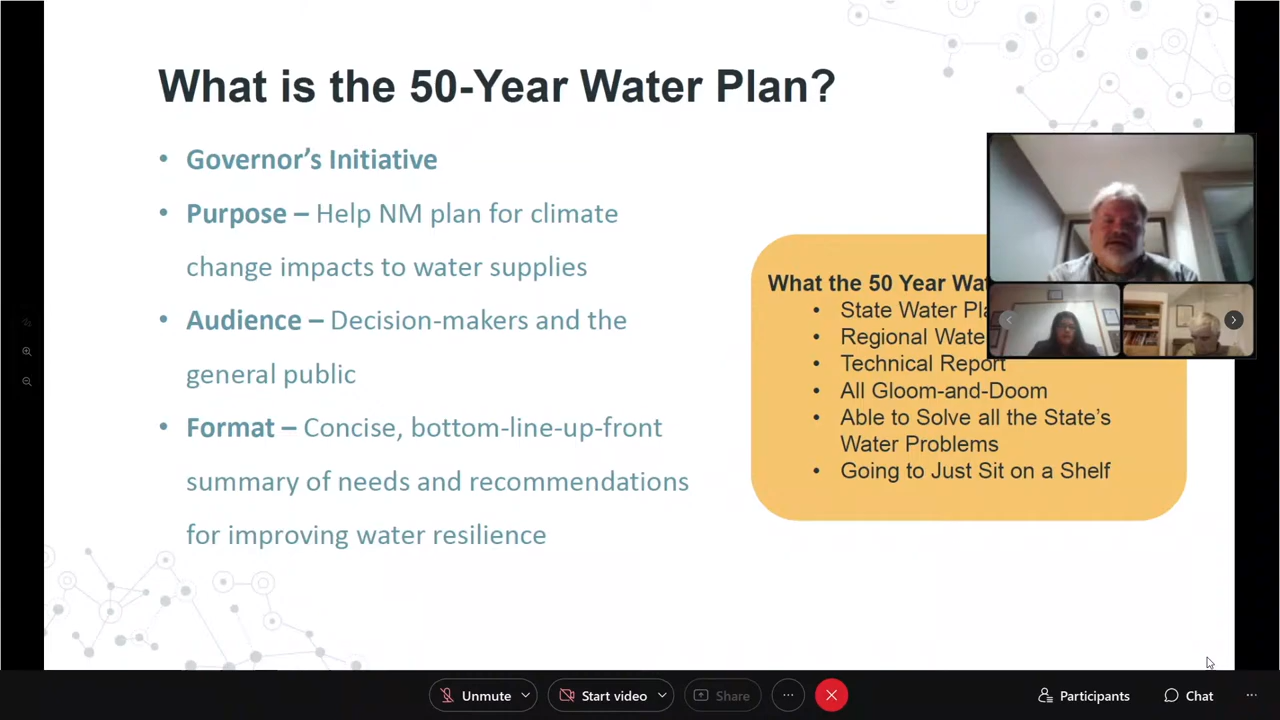 What is the 50-Year Water Plan?
• Governor’s Initiative
• Purpose – Help NM plan for climate
change impacts to water supplies
• Audience – Decision-makers and the
general public
• Format – Concise, bottom-line-up-front
summary of needs and recommendations
for improving water resilience
What the 50 Year
• State Water
• Regional
• Technical Report
• All Gloom-and-Doom
• Able to Solve all the State’s
Water Problems
• Going to Just Sit on a Shelf
Unmute
Start video
Share
Participants
Chat